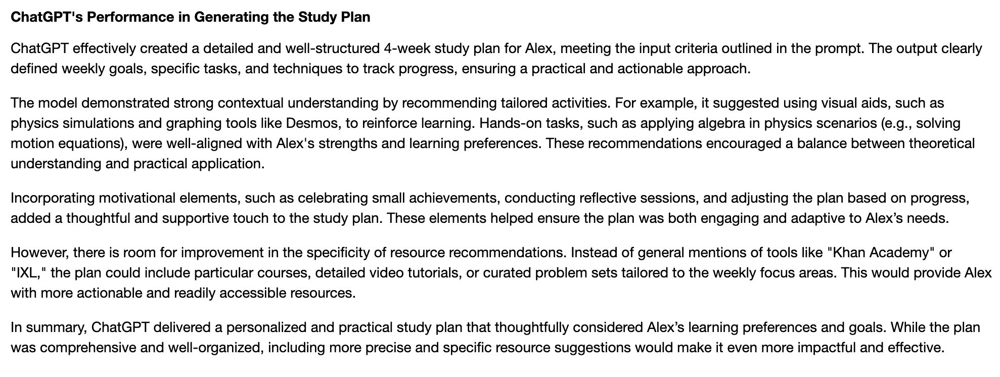 ChatGPT's Performance in Generating the Study Plan
ChatGPT effectively created a detailed and well-structured 4-week study plan for Alex, meeting the input criteria outlined in the prompt. The output clearly
defined weekly goals, specific tasks, and techniques to track progress, ensuring a practical and actionable approach.
The model demonstrated strong contextual understanding by recommending tailored activities. For example, it suggested using visual aids, such as
physics simulations and graphing tools like Desmos, to reinforce learning. Hands-on tasks, such as applying algebra in physics scenarios (e.g., solving
motion equations), were well-aligned with Alex's strengths and learning preferences. These recommendations encouraged a balance between theoretical
understanding and practical application.
Incorporating motivational elements, such as celebrating small achievements, conducting reflective sessions, and adjusting the plan based on progress,
added a thoughtful and supportive touch to the study plan. These elements helped ensure the plan was both engaging and adaptive to Alex’s needs.
However, there is room for improvement in the specificity of resource recommendations. Instead of general mentions of tools like "Khan Academy" or
"IXL," the plan could include particular courses, detailed video tutorials, or curated problem sets tailored to the weekly focus areas. This would provide Alex
with more actionable and readily accessible resources.
In summary, ChatGPT delivered a personalized and practical study plan that thoughtfully considered Alex’s learning preferences and goals. While the plan
was comprehensive and well-organized, including more precise and specific resource suggestions would make it even more impactful and effective.